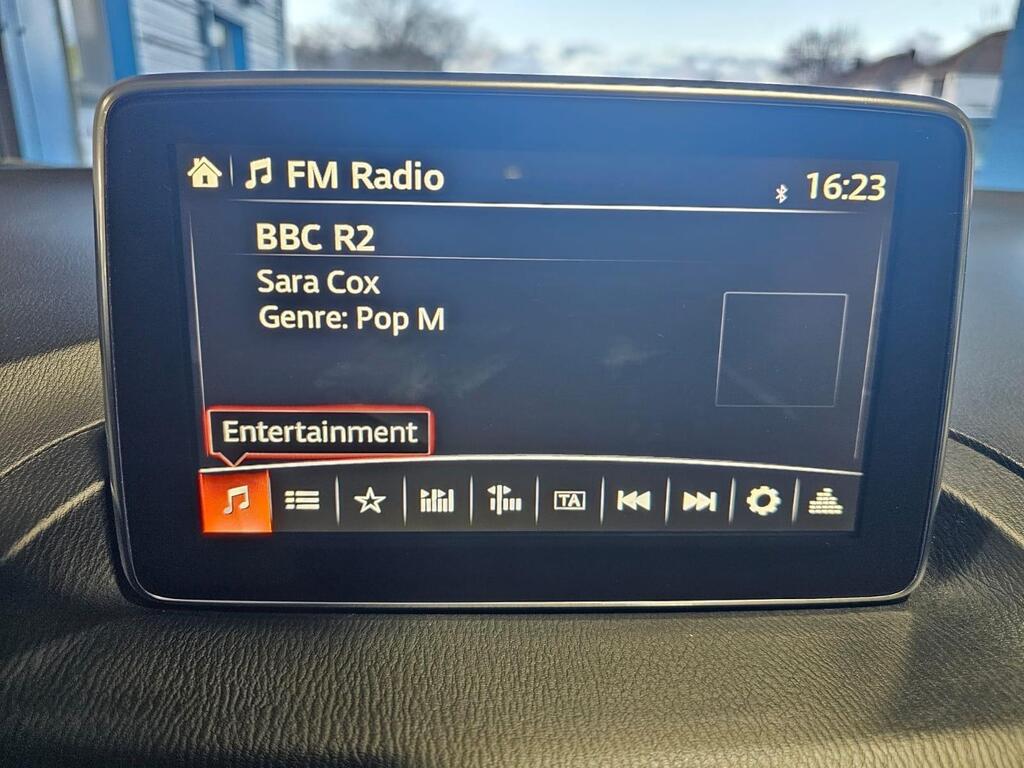 FM Radio
16:23
BBC R2
Sara Cox
Genre: Pop M
Entertainment
TA